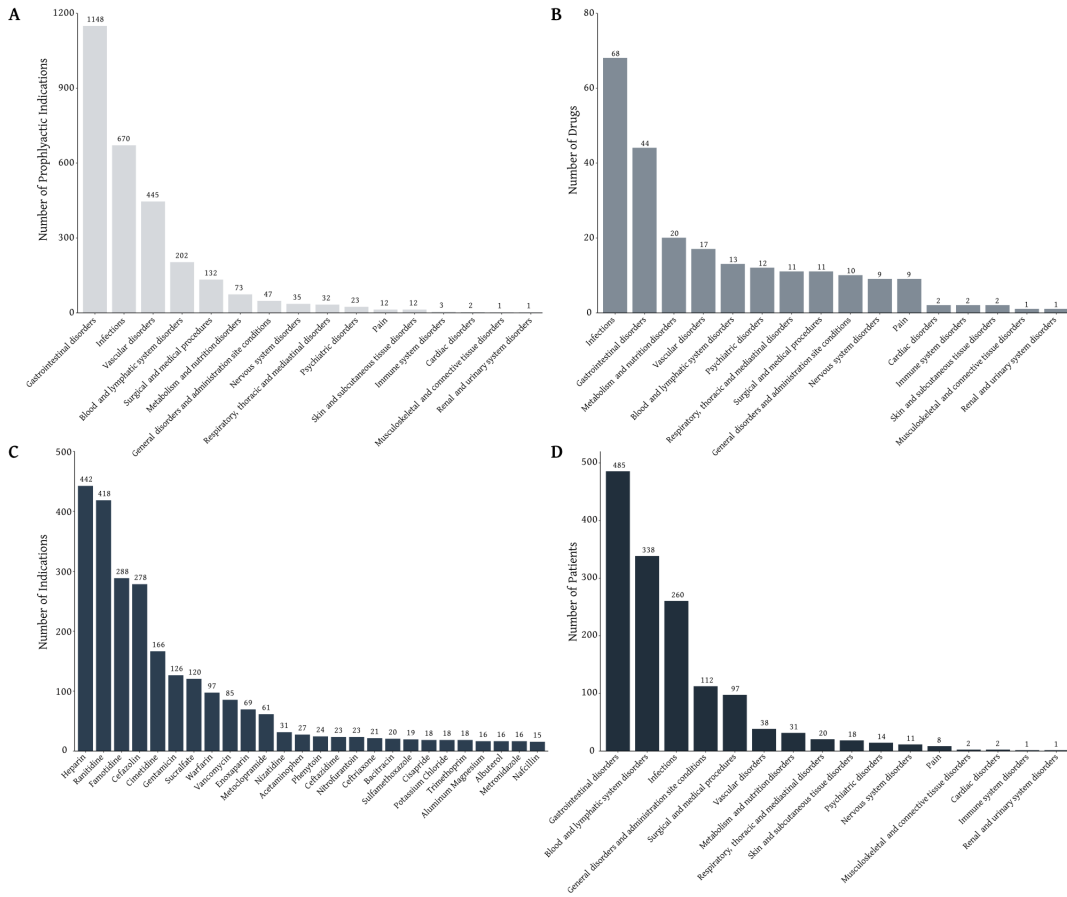 A
Number of Prophlyactic Indications
1200
900
600
300
0
1148
670
445
202
132
73
47
35
32
23
12
12
3
2
1
1
Gastrointestinal disorders
Infections
Vascular disorders
Blood and lymphatic system disorders
Surgical and medical procedures
Metabolism and nutrition disorders
General disorders and administration site conditions
Nervous system disorders
Respiratory, thoracic and mediastinal disorders
Psychiatric disorders
Pain
Skin and subcutaneous tissue disorders
Immune system disorders
Cardiac disorders
Musculoskeletal and connective tissue disorders
Renal and urinary system disorders
B
Number of Drugs
80
60
40
20
0
68
44
20
17
13
12
11
11
10
9
9
2
2
2
1
1
Infections
Gastrointestinal disorders
Metabolism and nutrition disorders
Vascular disorders
Blood and lymphatic system disorders
Psychiatric disorders
Respiratory, thoracic and mediastinal disorders
Surgical and medical procedures
General disorders and administration site conditions
Nervous system disorders
Pain
Cardiac disorders
Immune system disorders
Skin and subcutaneous tissue disorders
Musculoskeletal and connective tissue disorders
Renal and urinary system disorders
C
Number of Indications
500
400
300
200
100
0
442
418
288
278
166
126
120
97
85
69
61
31
27
24
23
23
21
20
19
18
18
18
16
16
16
15
Heparin
Ranitidine
Famotidine
Cefazolin
Cimetidine
Gentamicin
Sucralfate
Warfarin
Vancomycin
Enoxaparin
Metoclopramide
Nizatidine
Acetaminophen
Phenytoin
Ceftazidime
Nitrofurantoin
Ceftriaxone
Bacitracin
Sulfamethoxazole
Cisapride
Potassium Chloride
Trimethoprim
Aluminum Magnesium
Albuterol
Metronidazole
Nafcillin
D
Number of Patients
500
400
300
200
100
0
485
338
260
112
97
38
31
20
18
14
11
8
2
2
1
1
Gastrointestinal disorders
Blood and lymphatic system disorders
Infections
General disorders and administration site conditions
Surgical and medical procedures
Vascular disorders
Metabolism and nutrition disorders
Respiratory, thoracic and mediastinal disorders
Skin and subcutaneous tissue disorders
Psychiatric disorders
Nervous system disorders
Pain
Musculoskeletal and connective tissue disorders
Cardiac disorders
Immune system disorders
Renal and urinary system disorders